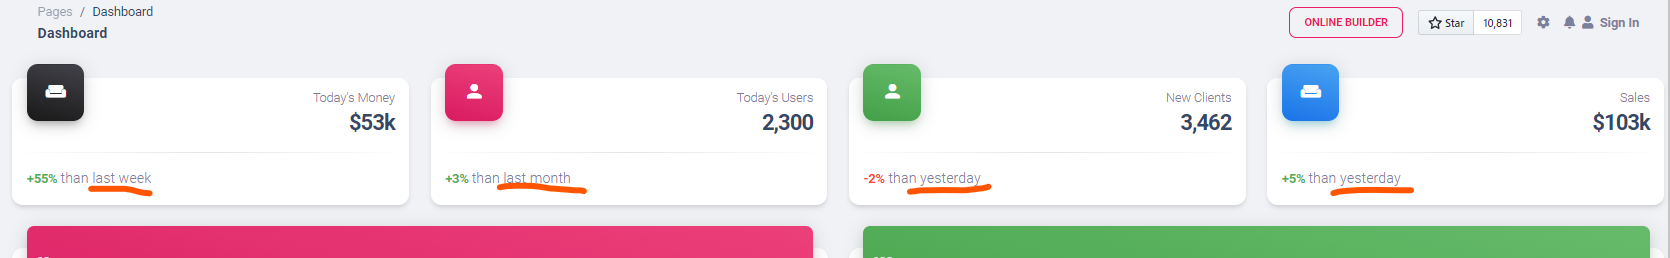 Pages / Dashboard
Dashboard
ONLINE BUILDER
Star 10,831
Sign In
Today's Money
$53k
+55% than last week
Today's Users
2,300
+3% than last month
New Clients
3,462
-2% than yesterday
Sales
$103k
+5% than yesterday